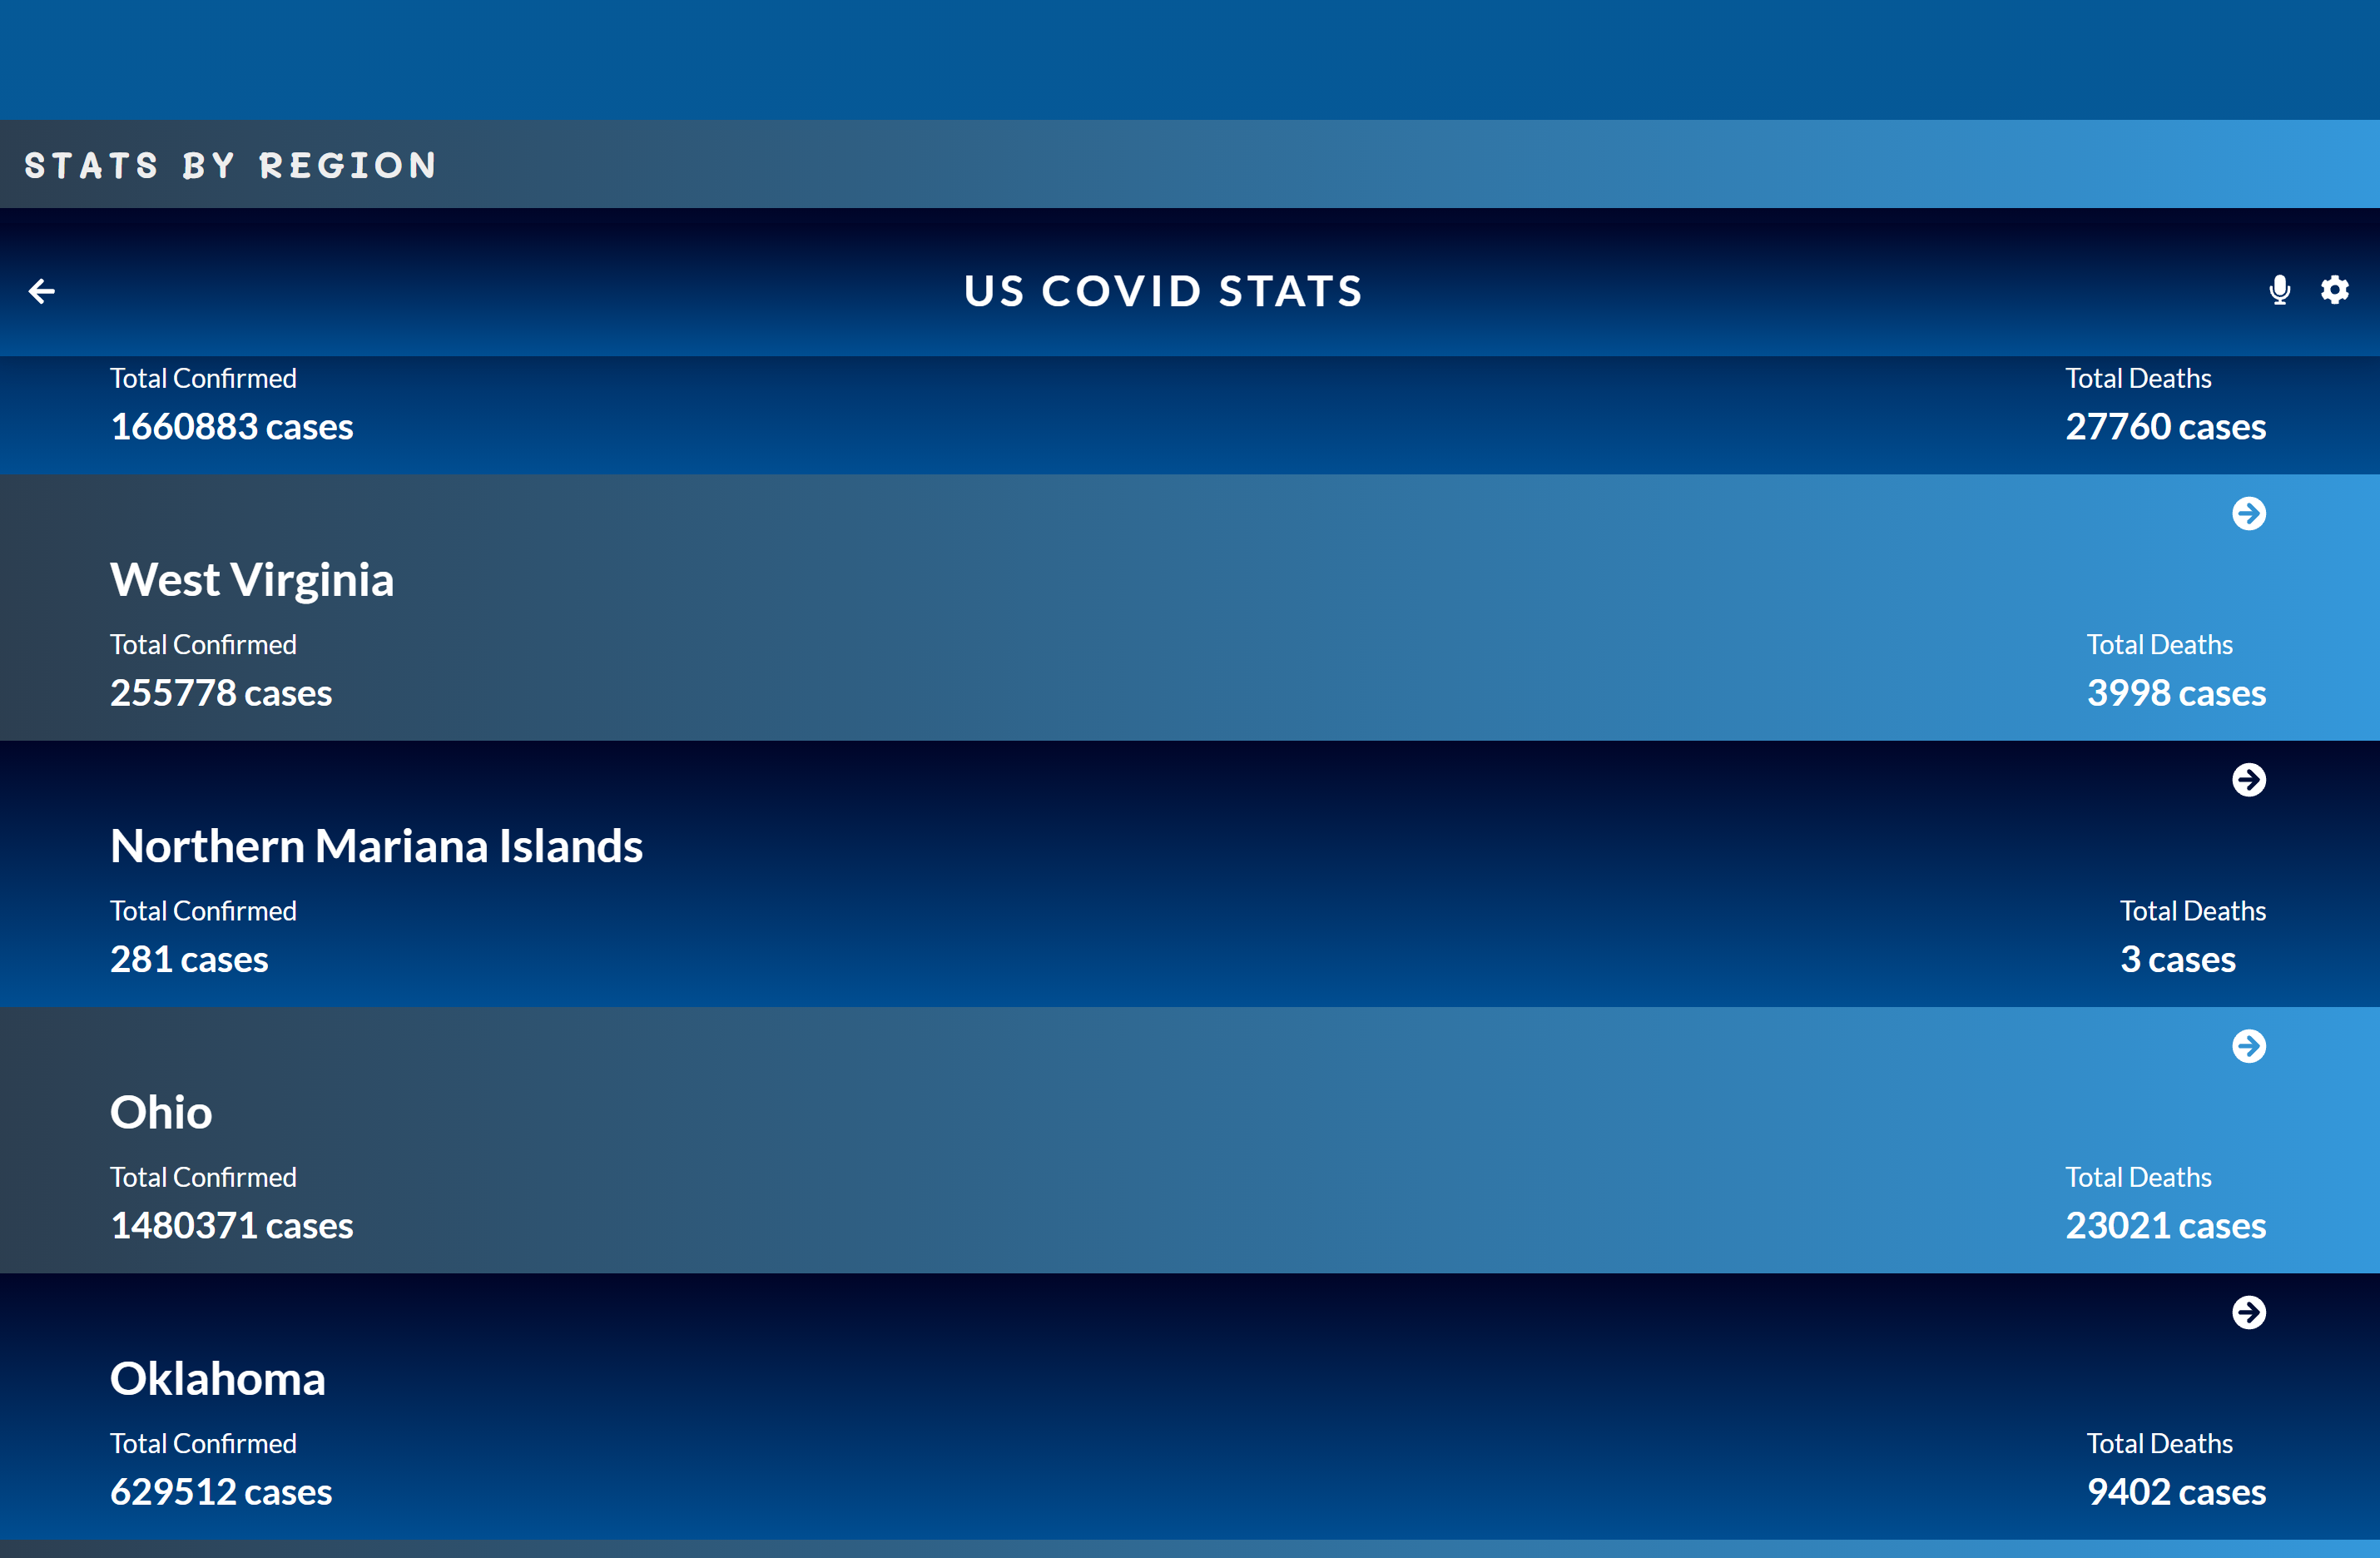 STATS BY REGION
US COVID STATS
Total Confirmed
1660883 cases
Total Deaths
27760 cases
West Virginia
Total Confirmed
255778 cases
Total Deaths
3998 cases
Northern Mariana Islands
Total Confirmed
281 cases
Total Deaths
3 cases
Ohio
Total Confirmed
1480371 cases
Total Deaths
23021 cases
Oklahoma
Total Confirmed
629512 cases
Total Deaths
9402 cases